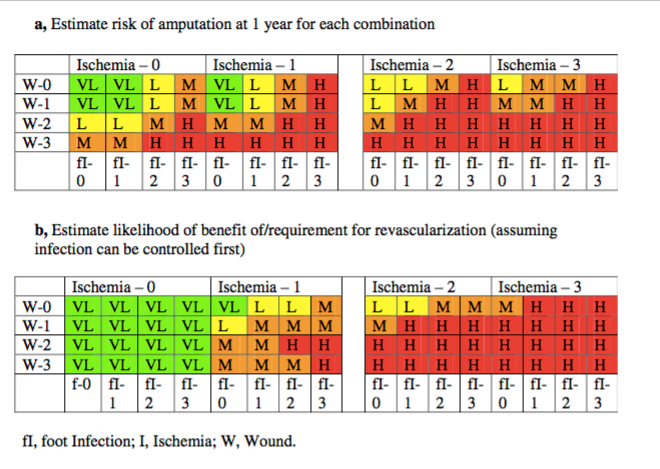 a, Estimate risk of amputation at 1 year for each combination
Ischemia – 0 Ischemia – 1 Ischemia – 2 Ischemia – 3
W-0 VL VL L M VL L M H L L M H L M M H
W-1 VL VL L M VL L M H L M H H M M H H
W-2 L L M H M M H H M H H H H H H H
W-3 M M H H H H H H H H H H H H H H
fI- fI- fI- fI- fI- fI- fI- fI- fI- fI- fI- fI- fI- fI- fI- fI-
0 1 2 3 0 1 2 3 0 1 2 3 0 1 2 3
b, Estimate likelihood of benefit of/requirement for revascularization (assuming
infection can be controlled first)
Ischemia – 0 Ischemia – 1 Ischemia – 2 Ischemia – 3
W-0 VL VL VL VL VL L L M L L M M M H H H
W-1 VL VL VL VL L M M M M H H H H H H H
W-2 VL VL VL VL M M H H H H H H H H H H
W-3 VL VL VL VL M M M H H H H H H H H H
f-0 fI- fI- fI- fI- fI- fI- fI- fI- fI- fI- fI- fI- fI- fI- fI-
1 2 3 0 1 2 3 0 1 2 3 0 1 2 3
fI, foot Infection; I, Ischemia; W, Wound.